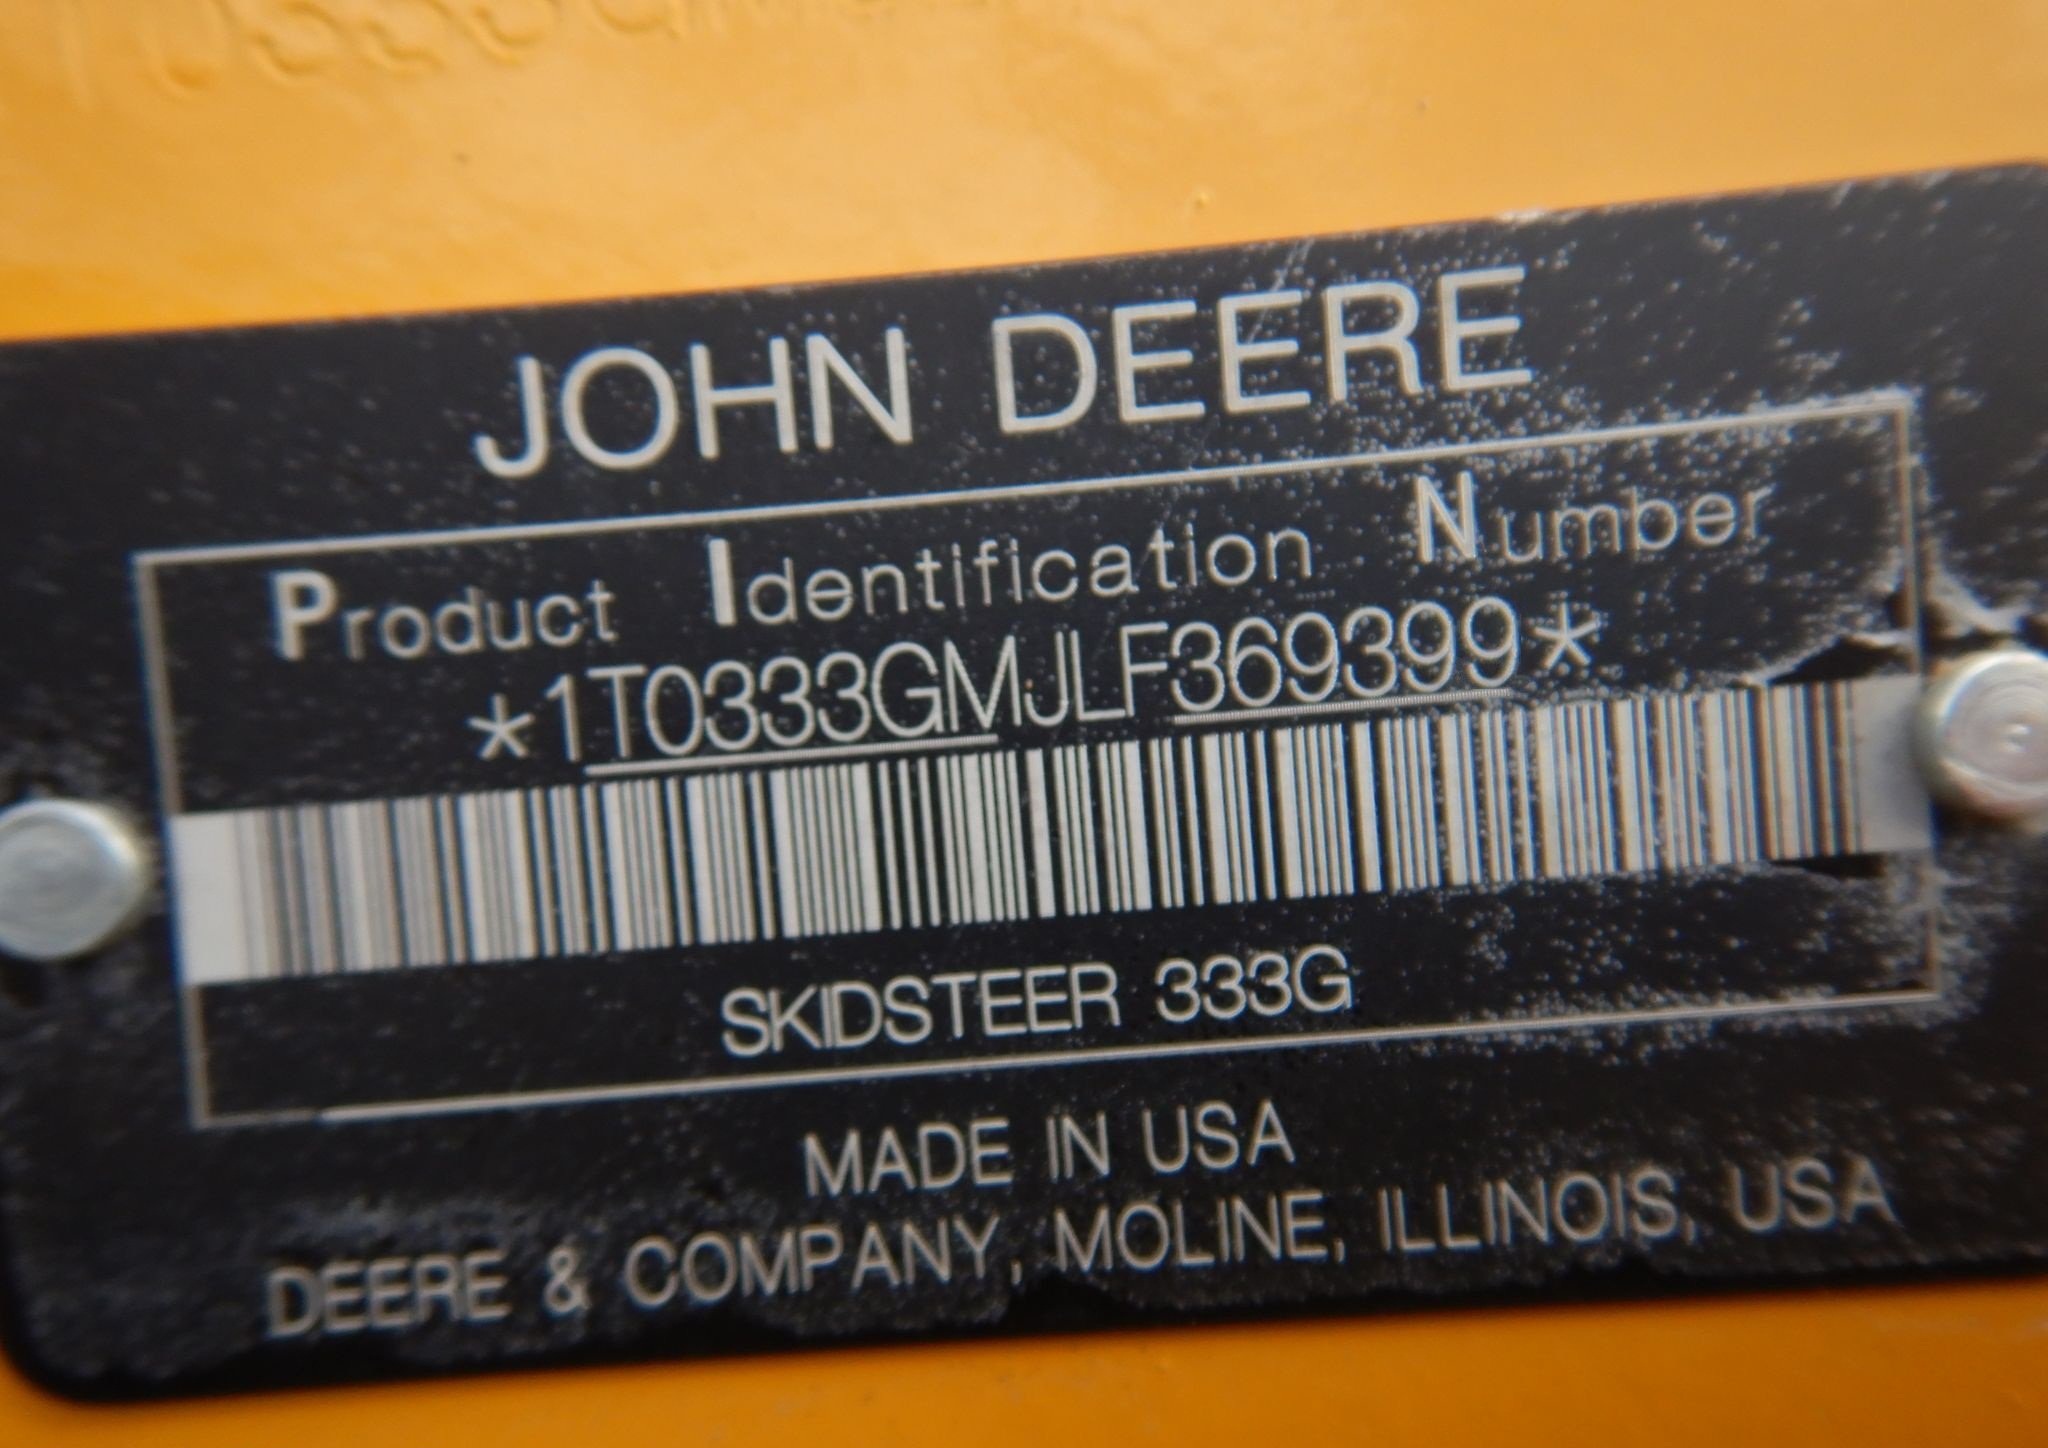 JOHN DEERE
Product Identification Number
*1T0333GMJLF369399*
SKIDSTEER 333G
MADE IN USA
DEERE & COMPANY, MOLINE, ILLINOIS, USA